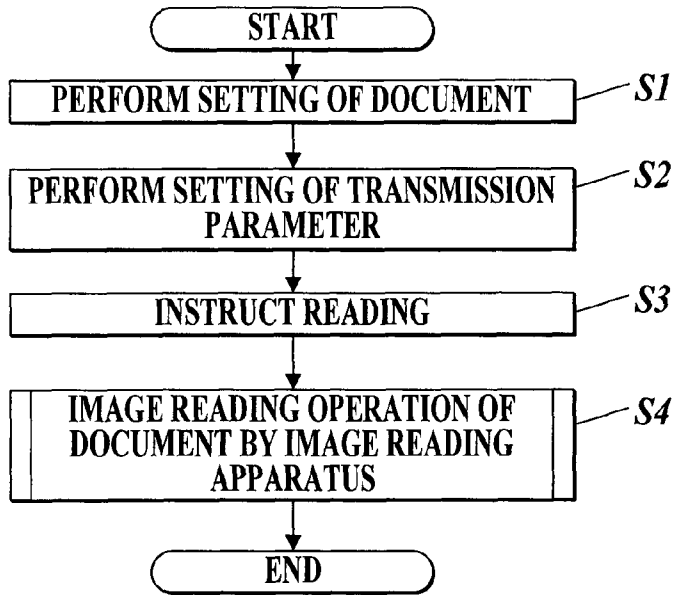 START
PERFORM SETTING OF DOCUMENT
S1
PERFORM SETTING OF TRANSMISSION
PARAMETER
S2
INSTRUCT READING
S3
IMAGE READING OPERATION OF
DOCUMENT BY IMAGE READING
APPARATUS
S4
END